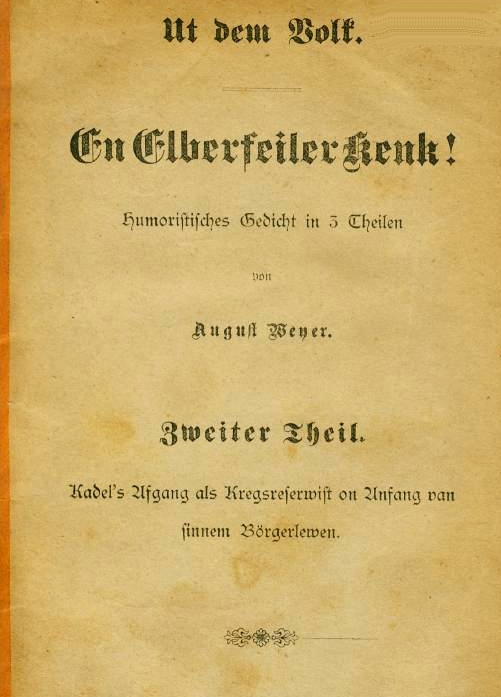 Ut dem Volk.
En Elberfeiler Kenk!
Humoristisches Gedicht in 3 Theilen
von
August Weyer.
Zweiter Theil.
Kadel's Afgang als Kregsreserwist on Anfang van
sinnem Börgerlewen.